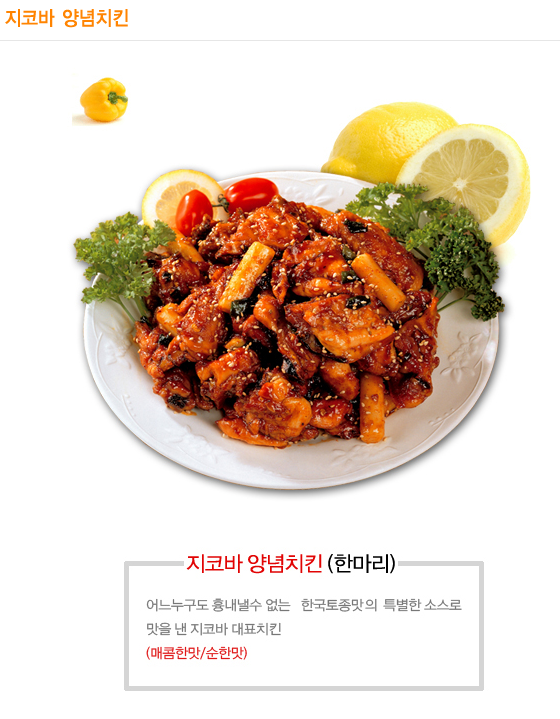 지코바 양념치킨
지코바 양념치킨 (한마리)
어느누구도 흉내낼수 없는 한국토종맛의 특별한 소스로
맛을 낸 지코바 대표치킨
(매콤한맛/순한맛)